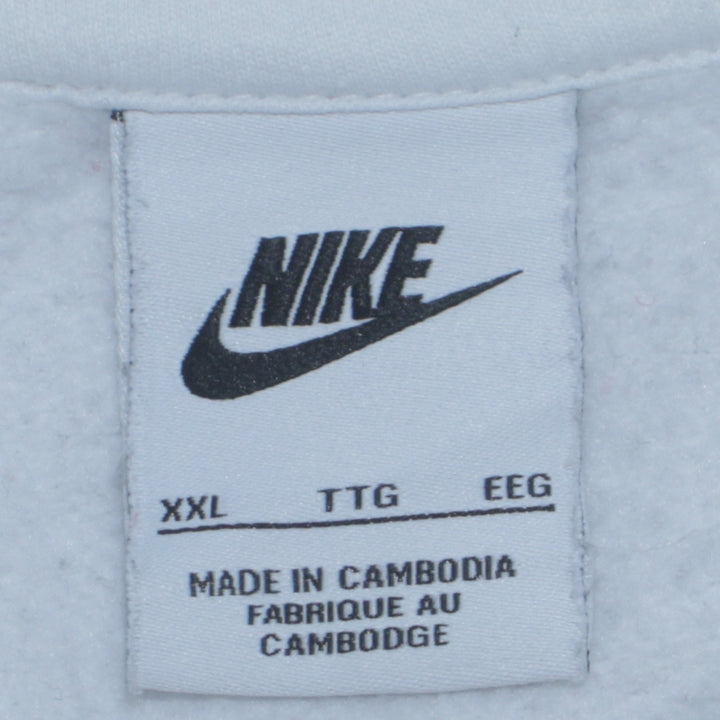 NIKE
XXL TTG EEG
MADE IN CAMBODIA
FABRIQUE AU
CAMBODGE